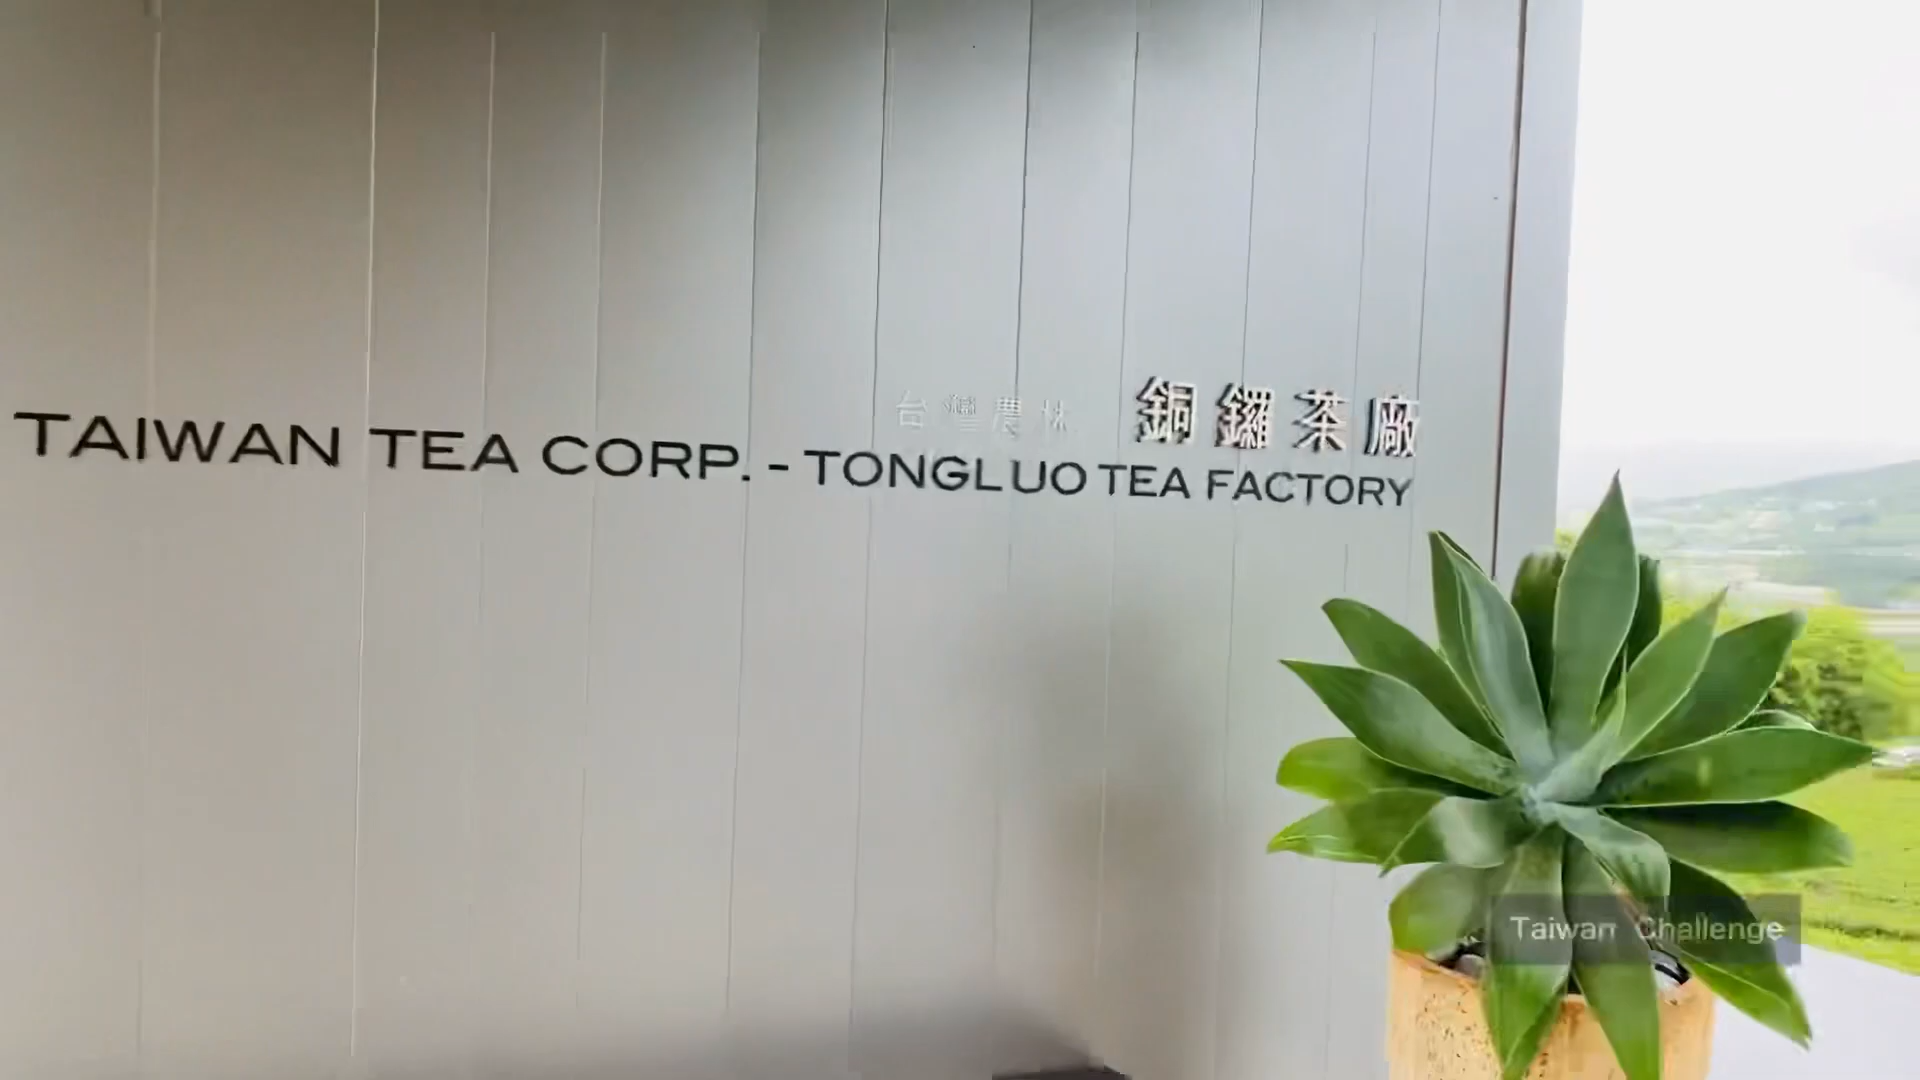 台灣農林 銅鑼茶廠
TAIWAN TEA CORP. - TONGLUO TEA FACTORY
Taiwan Challenge